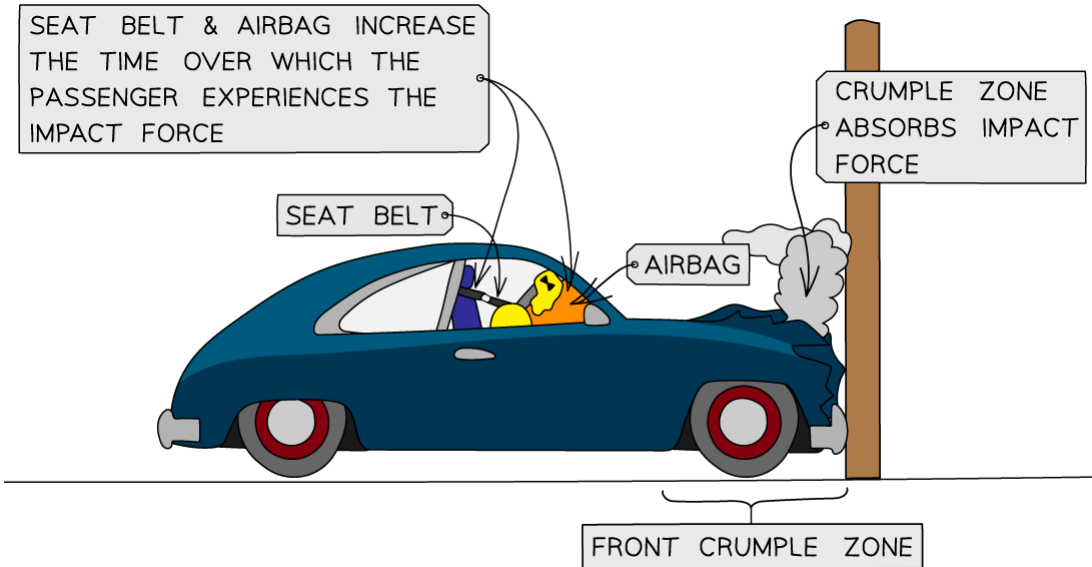 SEAT BELT & AIRBAG INCREASE
THE TIME OVER WHICH THE
PASSENGER EXPERIENCES THE
IMPACT FORCE
CRUMPLE ZONE
ABSORBS IMPACT
FORCE
SEAT BELT
AIRBAG
FRONT CRUMPLE ZONE